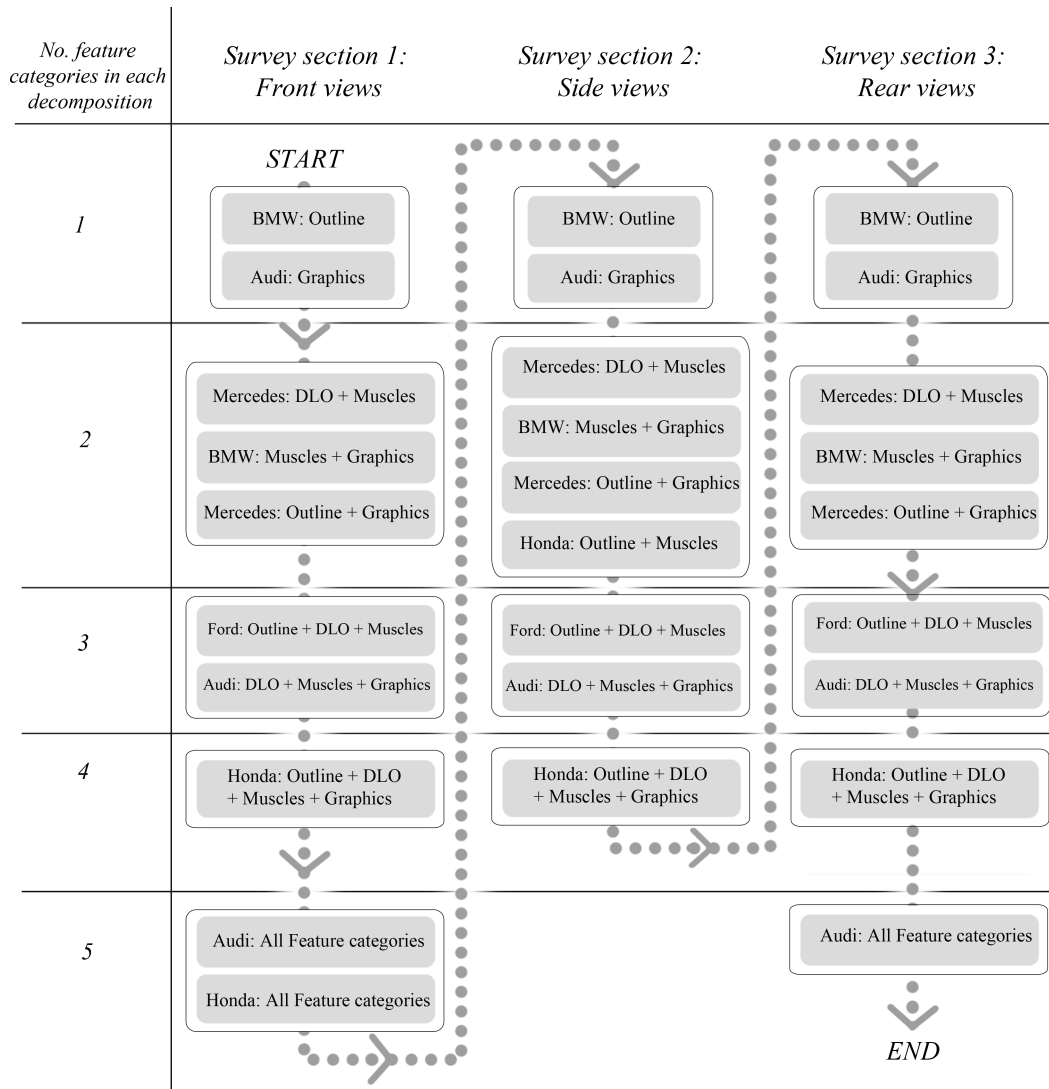 No. feature
categories in each
decomposition
Survey section 1:
Front views
Survey section 2:
Side views
Survey section 3:
Rear views
START
1
BMW: Outline
Audi: Graphics
BMW: Outline
Audi: Graphics
BMW: Outline
Audi: Graphics
2
Mercedes: DLO + Muscles
BMW: Muscles + Graphics
Mercedes: Outline + Graphics
Mercedes: DLO + Muscles
BMW: Muscles + Graphics
Mercedes: Outline + Graphics
Honda: Outline + Muscles
Mercedes: DLO + Muscles
BMW: Muscles + Graphics
Mercedes: Outline + Graphics
3
Ford: Outline + DLO + Muscles
Audi: DLO + Muscles + Graphics
Ford: Outline + DLO + Muscles
Audi: DLO + Muscles + Graphics
Ford: Outline + DLO + Muscles
Audi: DLO + Muscles + Graphics
4
Honda: Outline + DLO
+ Muscles + Graphics
Honda: Outline + DLO
+ Muscles + Graphics
Honda: Outline + DLO
+ Muscles + Graphics
5
Audi: All Feature categories
Honda: All Feature categories
Audi: All Feature categories
END